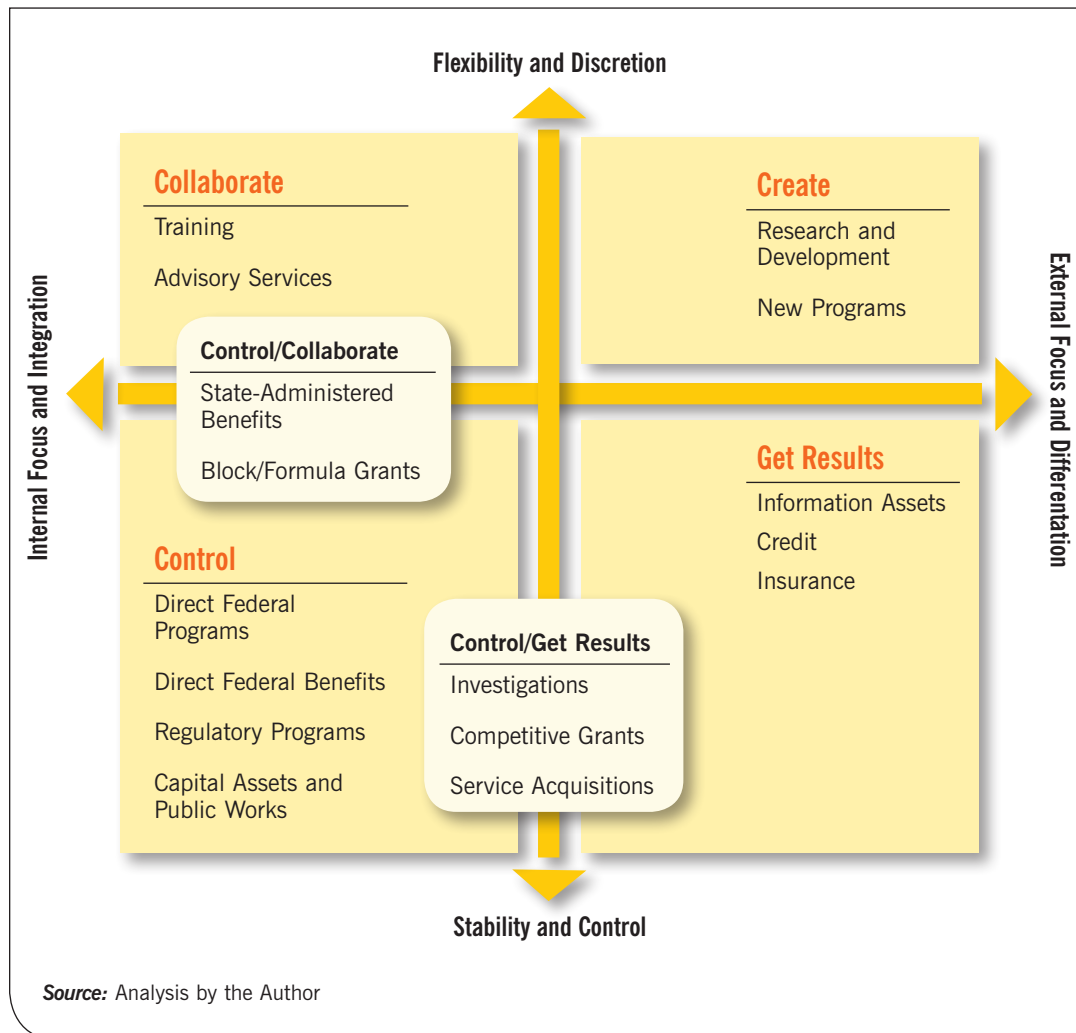 Flexibility and Discretion
Collaborate
Training
Advisory Services
Create
Research and
Development
New Programs
Internal Focus and Integration
External Focus and Differentation
Control/Collaborate
State-Administered
Benefits
Block/Formula Grants
Get Results
Information Assets
Credit
Insurance
Control
Direct Federal
Programs
Direct Federal Benefits
Regulatory Programs
Capital Assets and
Public Works
Control/Get Results
Investigations
Competitive Grants
Service Acquisitions
Stability and Control
Source: Analysis by the Author